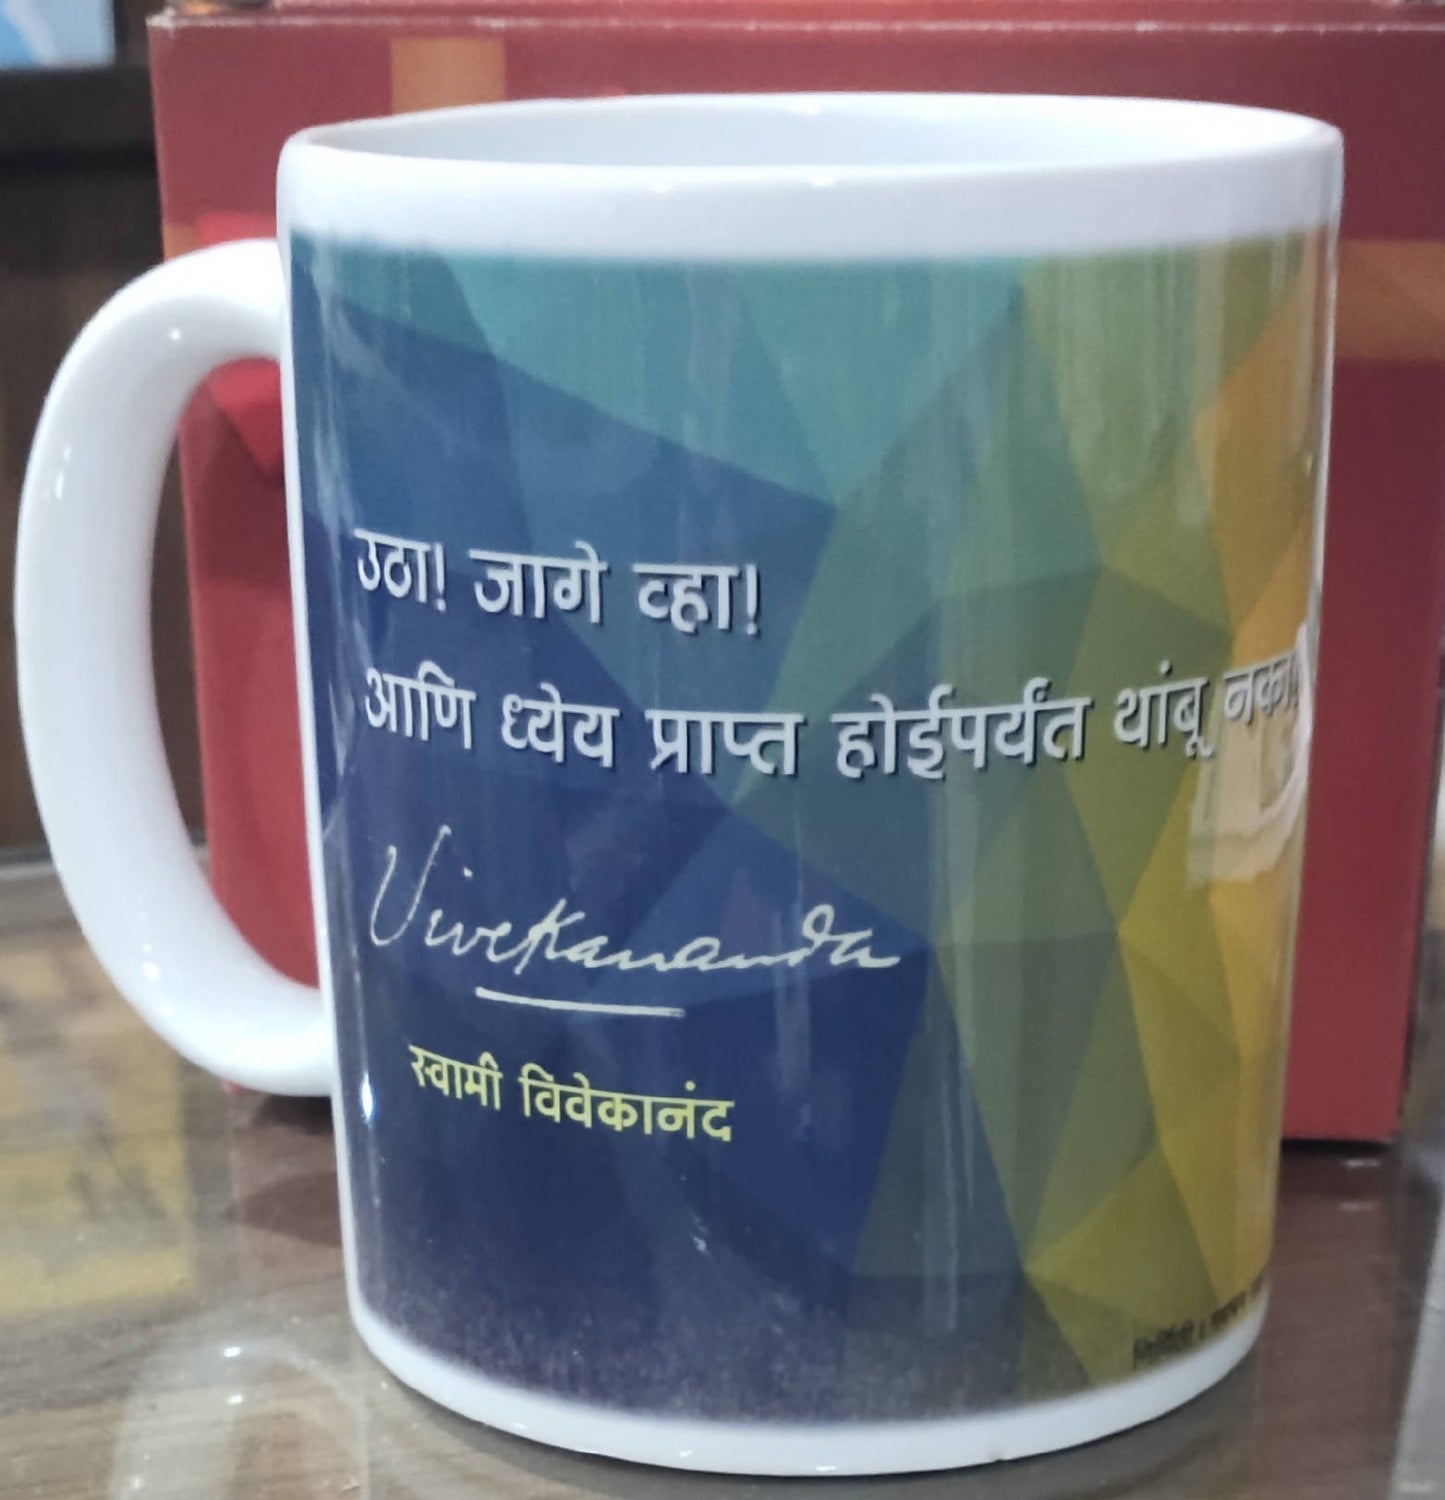 उठा! जागे व्हा!
आणि ध्येय प्राप्त होईपर्यंत थांबू नका!
Vivekananda
स्वामी विवेकानंद